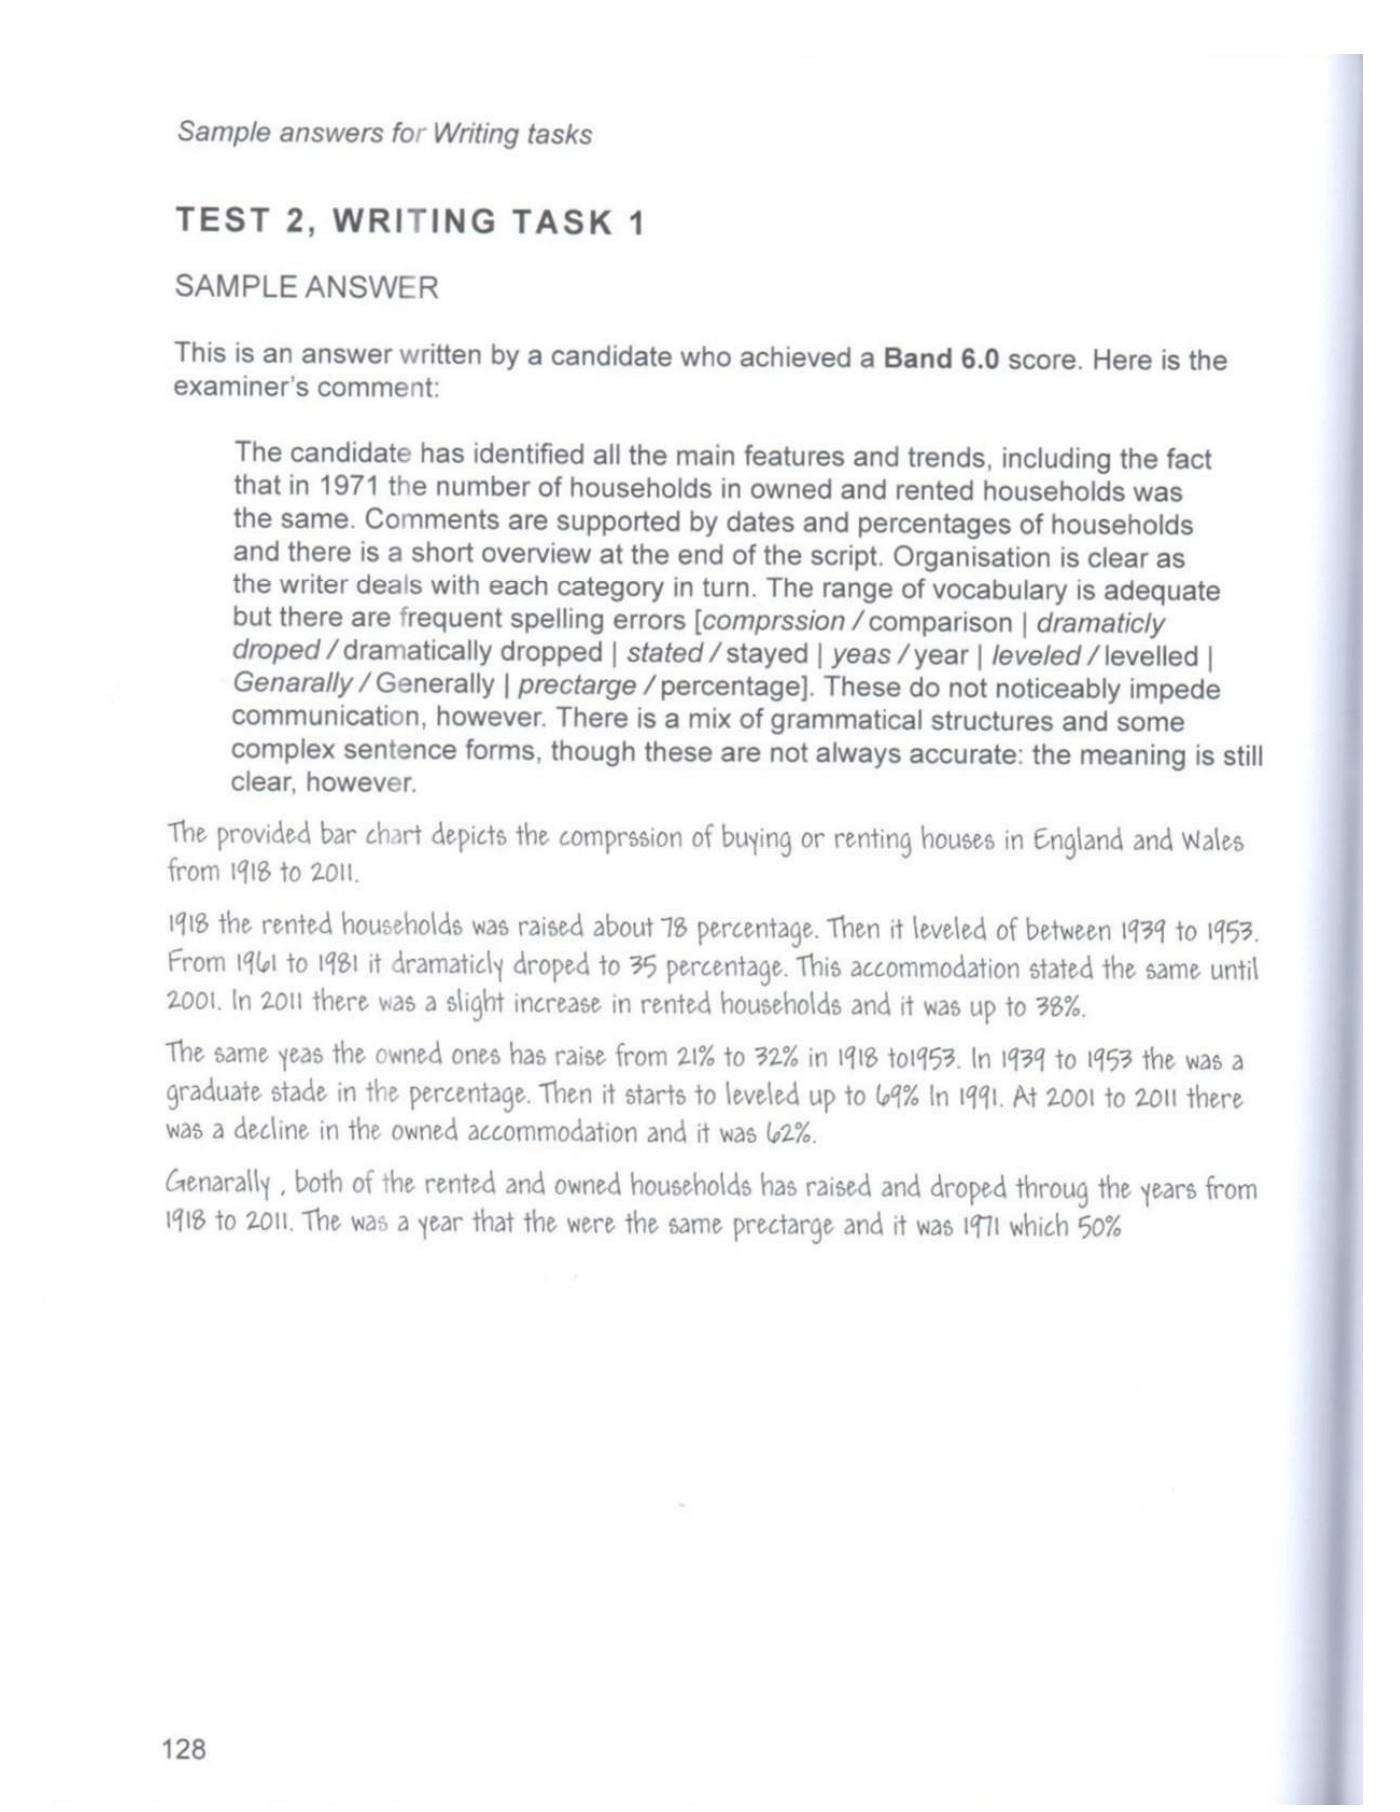 Sample answers for Writing tasks
TEST 2, WRITING TASK 1
SAMPLE ANSWER
This is an answer written by a candidate who achieved a Band 6.0 score. Here is the
examiner's comment:
The candidate has identified all the main features and trends, including the fact
that in 1971 the number of households in owned and rented households was
the same. Comments are supported by dates and percentages of households
and there is a short overview at the end of the script. Organisation is clear as
the writer deals with each category in turn. The range of vocabulary is adequate
but there are frequent spelling errors [comprssion / comparison | dramaticly
droped / dramatically dropped | stated / stayed | yeas / year | leveled / levelled |
Genarally / Generally | prectarge / percentage]. These do not noticeably impede
communication, however. There is a mix of grammatical structures and some
complex sentence forms, though these are not always accurate: the meaning is still
clear, however.
The provided bar chart depicts the comprssion of buying or renting houses in England and Wales
from 1918 to 2011.
1918 the rented households was raised about 78 percentage. Then it leveled of between 1939 to 1953.
From 1961 to 1981 it dramaticly droped to 35 percentage. This accommodation stated the same until
2001. In 2011 there was a slight increase in rented households and it was up to 38%.
The same yeas the owned ones has raise from 21% to 32% in 1918 to1953. In 1939 to 1953 the was a
graduate stade in the percentage. Then it starts to leveled up to 69% In 1991. At 2001 to 2011 there
was a decline in the owned accommodation and it was 62%.
Genarally , both of the rented and owned households has raised and droped throug the years from
1918 to 2011. The was a year that the were the same prectarge and it was 1971 which 50%
128